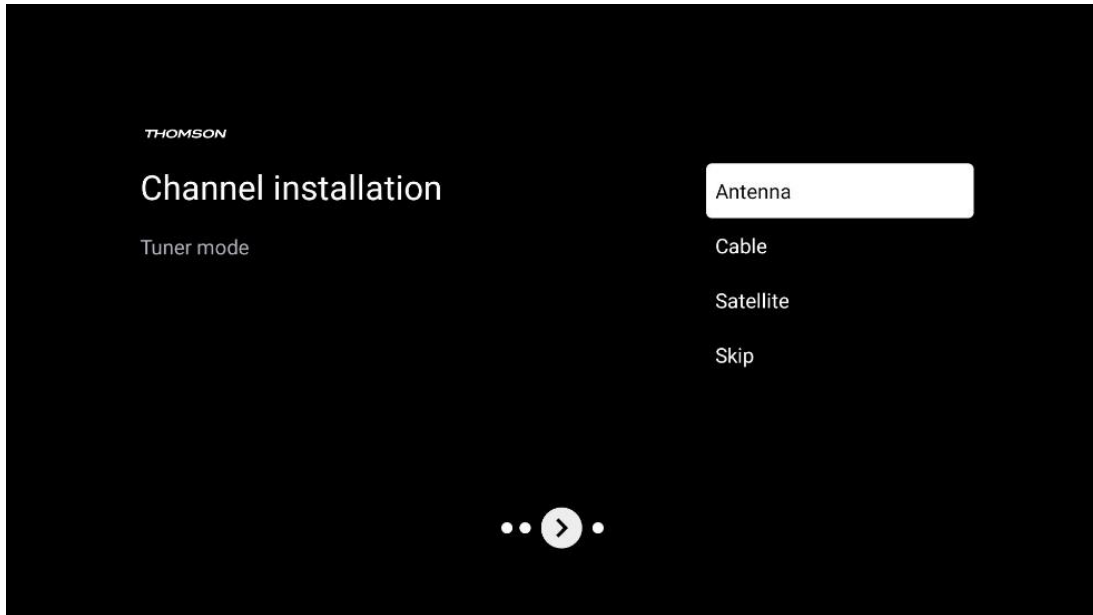 THOMSON
Channel installation
Tuner mode
Antenna
Cable
Satellite
Skip